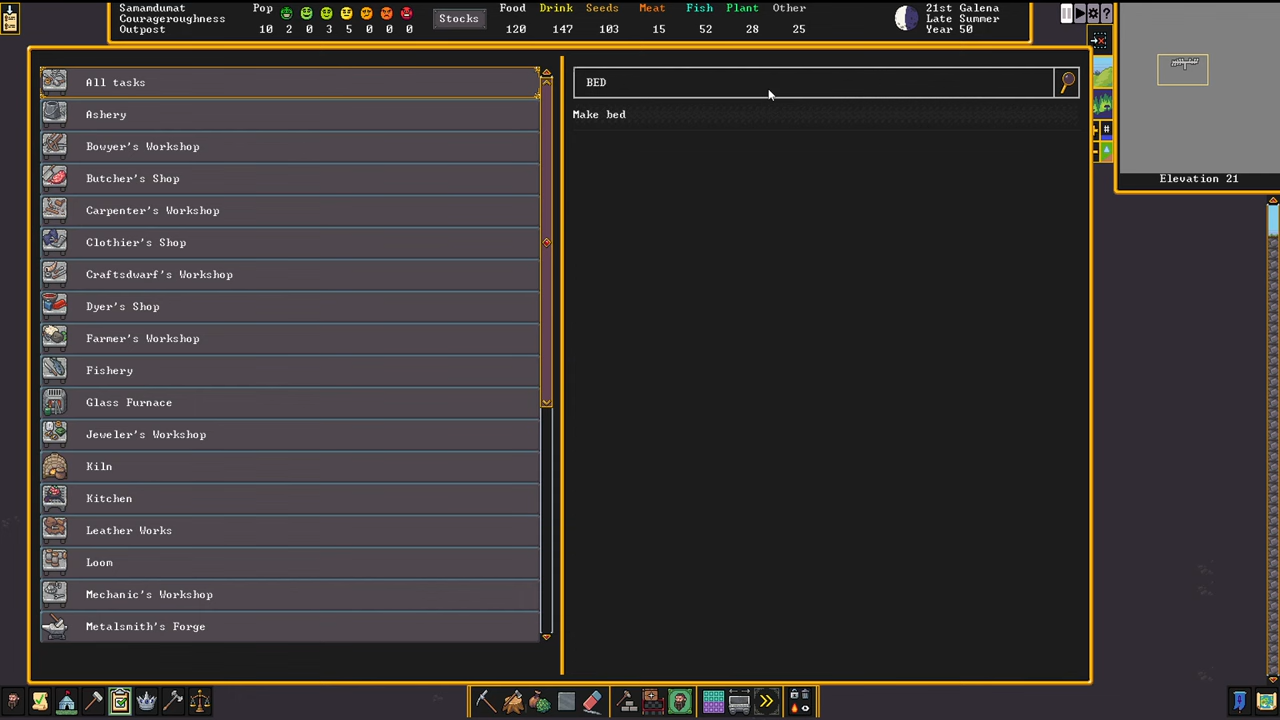 Samandumat
Courageroughness
Outpost
Pop
10 2 0 3 5 0 0 0
Stocks
Food Drink Seeds Meat Fish Plant Other
120 147 103 15 52 28 25
21st Galena
Late Summer
Year 50
Elevation 21
All tasks
Ashery
Bowyer's Workshop
Butcher's Shop
Carpenter's Workshop
Clothier's Shop
Craftsdwarf's Workshop
Dyer's Shop
Farmer's Workshop
Fishery
Glass Furnace
Jeweler's Workshop
Kiln
Kitchen
Leather Works
Loom
Mechanic's Workshop
Metalsmith's Forge
BED
Make bed